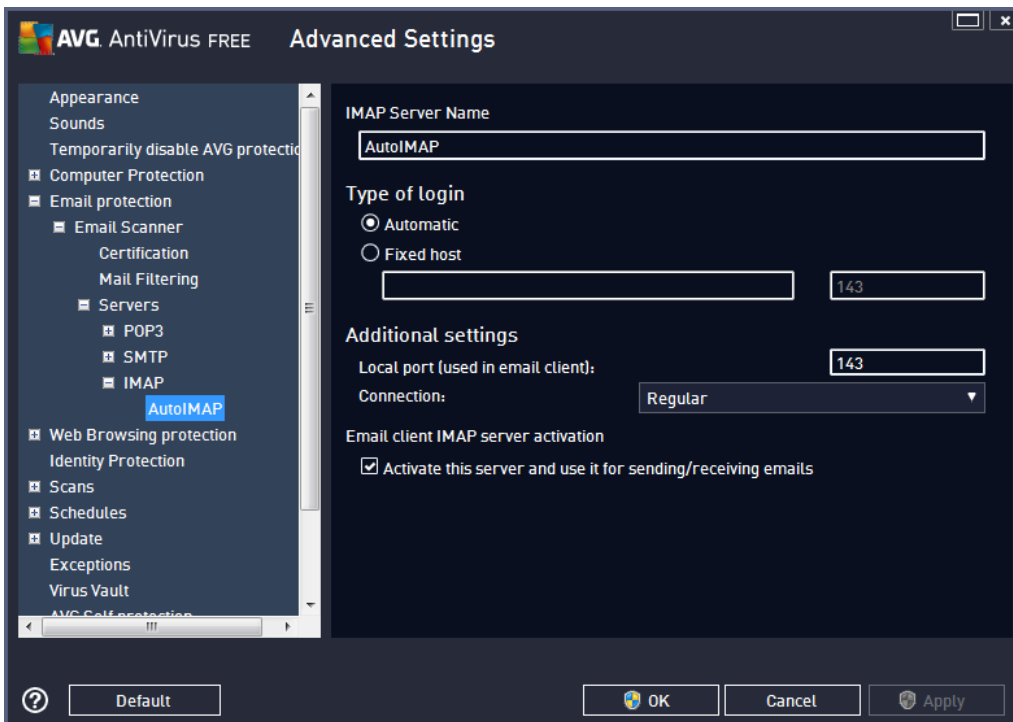 AVG. AntiVirus FREE Advanced Settings
Appearance
Sounds
Temporarily disable AVG protectio
Computer Protection
Email protection
Email Scanner
Certification
Mail Filtering
Servers
POP3
SMTP
IMAP
AutoIMAP
Web Browsing protection
Identity Protection
Scans
Schedules
Update
Exceptions
Virus Vault
AVG Self protection
IMAP Server Name
AutoIMAP
Type of login
Automatic
Fixed host
143
Additional settings
Local port (used in email client): 143
Connection: Regular
Email client IMAP server activation
Activate this server and use it for sending/receiving emails
? Default OK Cancel Apply